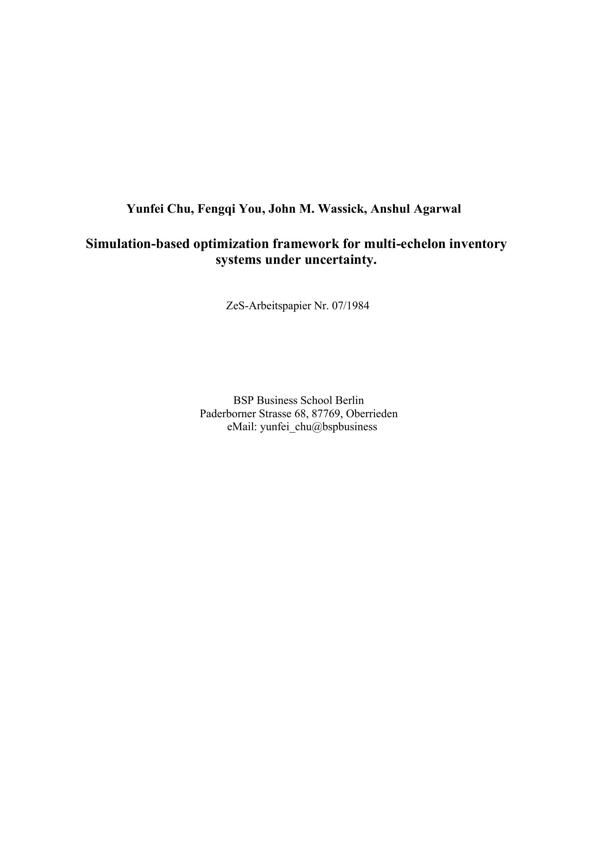 Yunfei Chu, Fengqi You, John M. Wassick, Anshul Agarwal
Simulation-based optimization framework for multi-echelon inventory
systems under uncertainty.
ZeS-Arbeitspapier Nr. 07/1984
BSP Business School Berlin
Paderborner Strasse 68, 87769, Oberrieden
eMail: yunfei_chu@bspbusiness